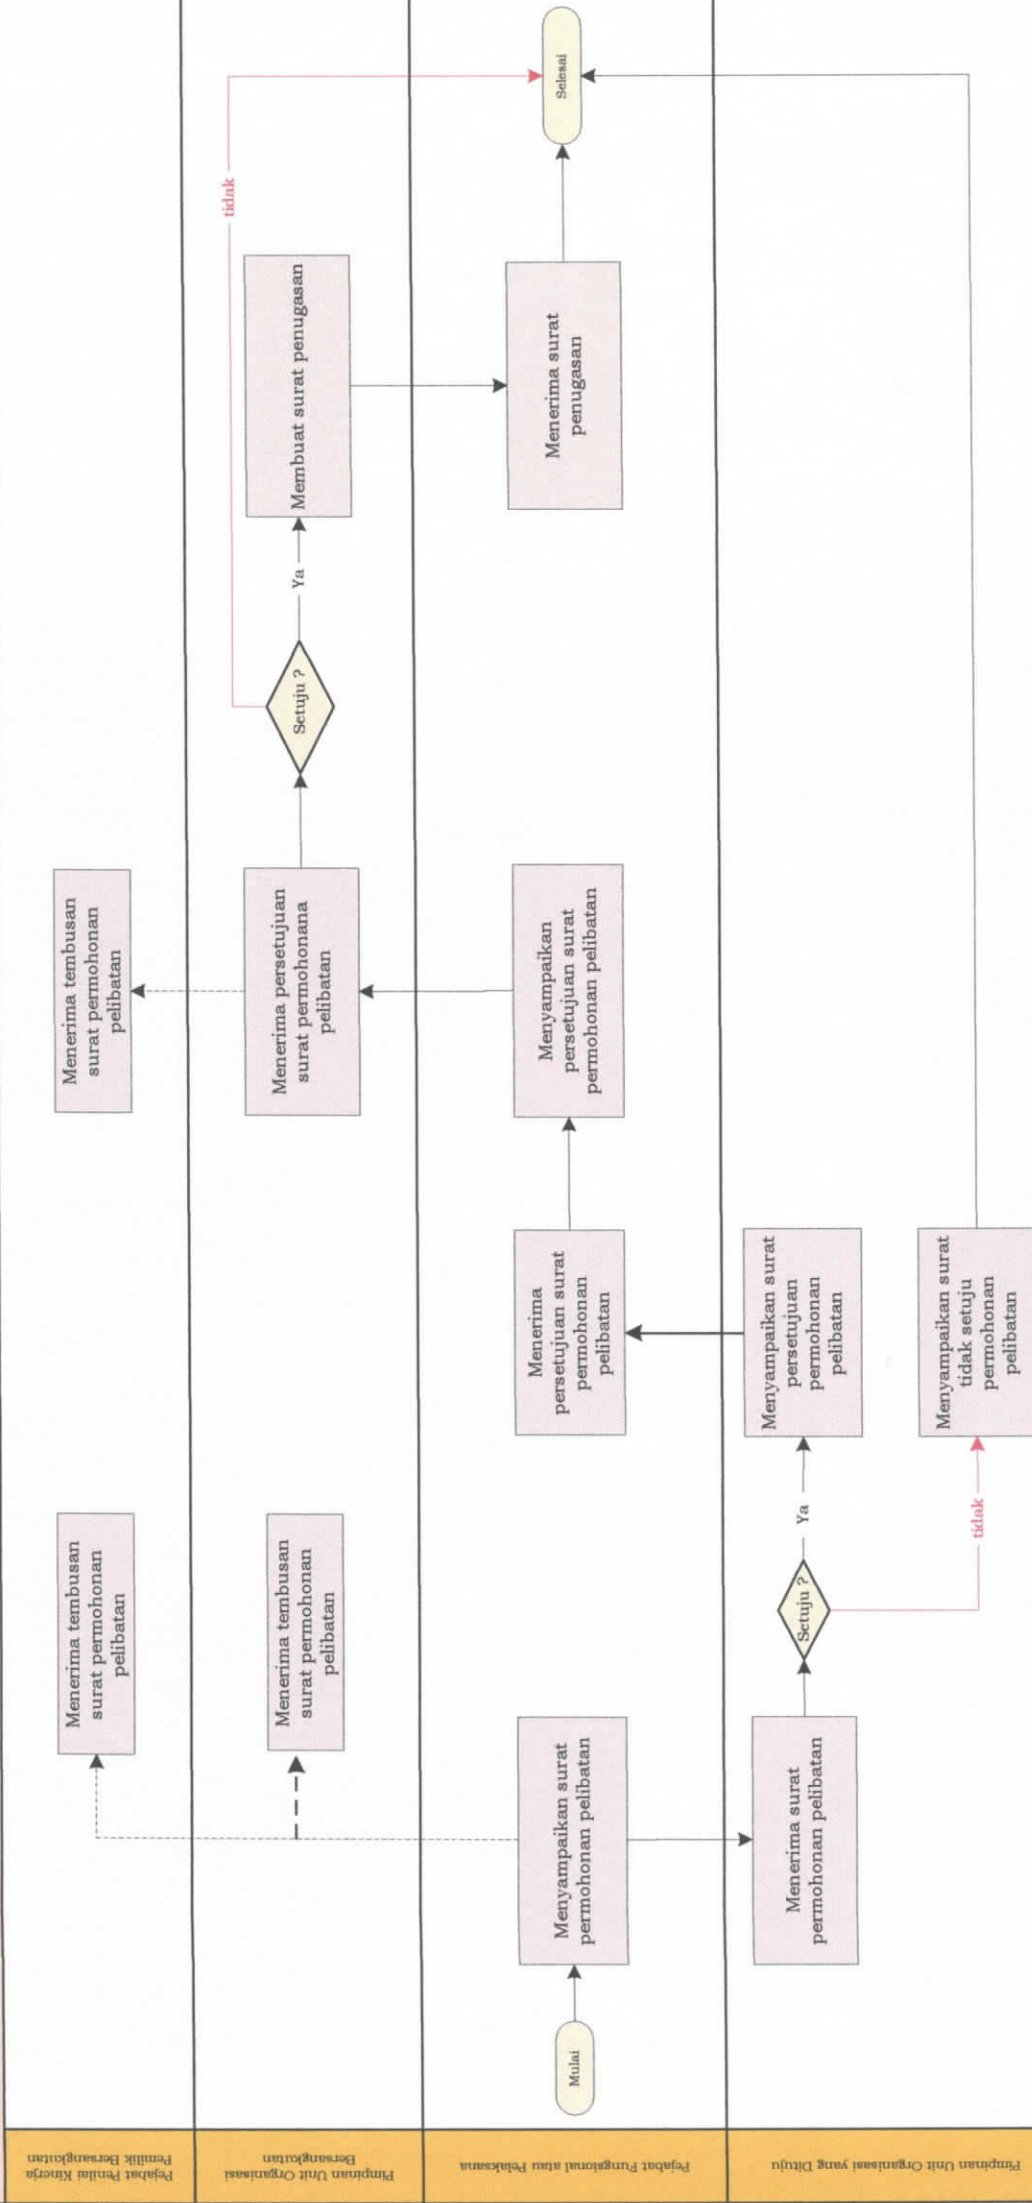 Pejabat Penilai Kinerja
Pemilik Kinerja Bersangkutan
Menerima tembusan
surat permohonan
pelibatan
Menerima tembusan
surat permohonan
pelibatan
Pimpinan Unit Organisasi
Bersangkutan
Menerima tembusan
surat permohonan
pelibatan
Menerima persetujuan
surat permohonana
pelibatan
Setuju ?
Ya
tidak
Membuat surat penugasan
Pejabat Fungsional atau Pelaksana
Mulai
Menyampaikan surat
permohonan pelibatan
Menerima
persetujuan surat
permohonan
pelibatan
Menyampaikan
persetujuan surat
permohonan pelibatan
Menerima surat
penugasan
Selesai
Pimpinan Unit Organisasi yang Dituju
Menerima surat
permohonan pelibatan
Setuju ?
Ya
tidak
Menyampaikan surat
persetujuan
permohonan
pelibatan
Menyampaikan surat
tidak setuju
permohonan
pelibatan